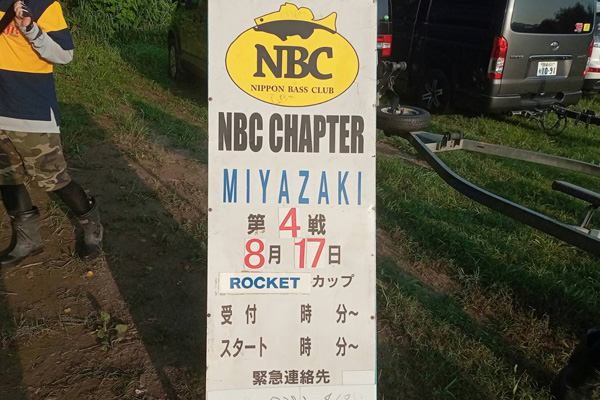 NBC
NIPPON BASS CLUB
NBC CHAPTER
MIYAZAKI
第4戦
8月17日
ROCKET カップ
受付 時 分~
スタート 時 分~
緊急連絡先